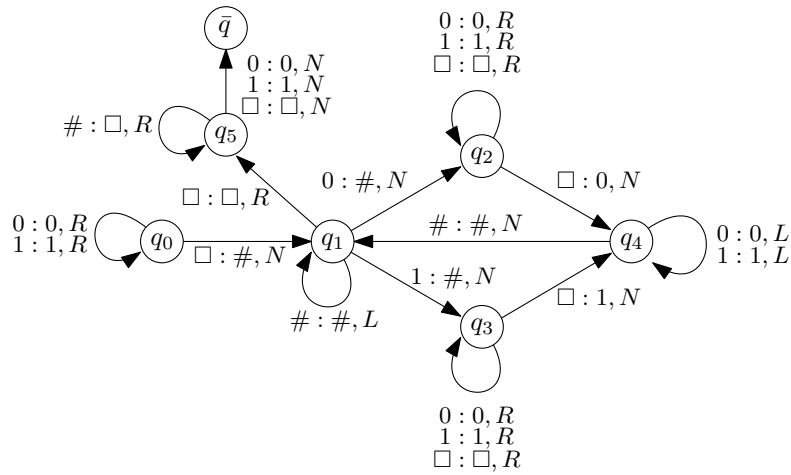 q̄
0 : 0, N
1 : 1, N
□ : □, N
# : □, R
q₅
□ : □, R
0 : 0, R
1 : 1, R
□ : □, R
q₂
0 : #, N
□ : 0, N
0 : 0, R
1 : 1, R
q₀
□ : #, N
q₁
# : #, N
q₄
0 : 0, L
1 : 1, L
# : #, L
1 : #, N
□ : 1, N
q₃
0 : 0, R
1 : 1, R
□ : □, R